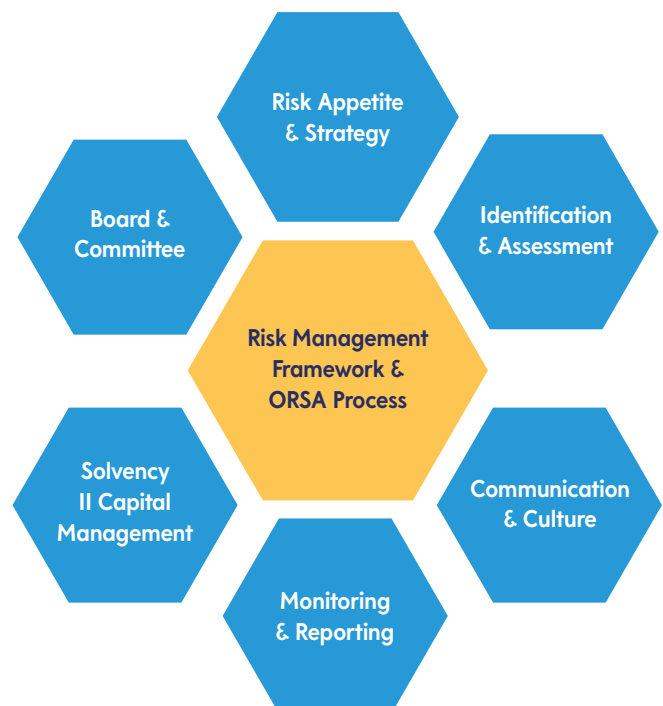 Risk Appetite
& Strategy
Board &
Committee
Identification
& Assessment
Risk Management
Framework &
ORSA Process
Solvency
II Capital
Management
Communication
& Culture
Monitoring
& Reporting